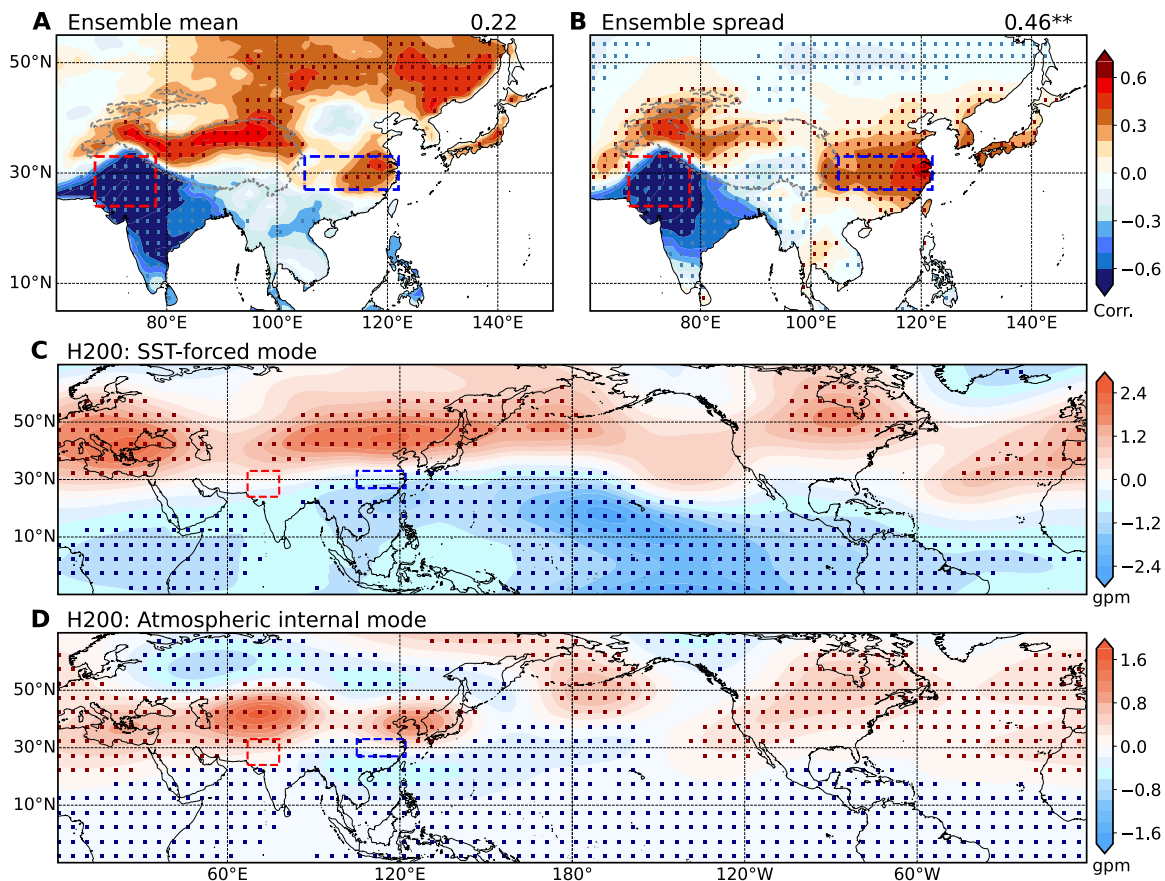 A Ensemble mean 0.22
B Ensemble spread 0.46**
50°N
30°N
10°N
80°E 100°E 120°E 140°E
80°E 100°E 120°E 140°E
0.6
0.3
0.0
−0.3
−0.6
Corr.
C H200: SST-forced mode
50°N
30°N
10°N
2.4
1.2
0.0
−1.2
−2.4
gpm
D H200: Atmospheric internal mode
50°N
30°N
10°N
60°E 120°E 180° 120°W 60°W
1.6
0.8
0.0
−0.8
−1.6
gpm